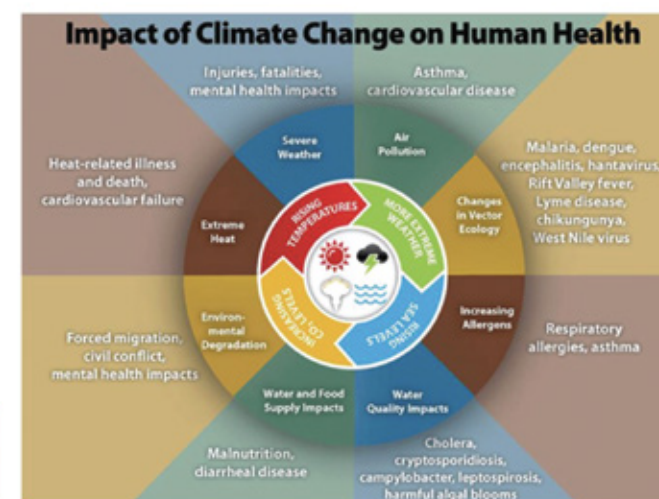 Impact of Climate Change on Human Health
Injuries, fatalities,
mental health impacts
Asthma,
cardiovascular disease
Heat-related illness
and death,
cardiovascular failure
Severe
Weather
Air
Pollution
Malaria, dengue,
encephalitis, hantavirus,
Rift Valley fever,
Lyme disease,
chikungunya,
West Nile virus
Extreme
Heat
RISING
TEMPERATURES
MORE EXTREME
WEATHER
Changes
in Vector
Ecology
Environ-
mental
Degradation
INCREASING
CO₂ LEVELS
RISING
SEA LEVELS
Increasing
Allergens
Forced migration,
civil conflict,
mental health impacts
Respiratory
allergies, asthma
Water and Food
Supply Impacts
Water
Quality Impacts
Malnutrition,
diarrheal disease
Cholera,
cryptosporidiosis,
campylobacter, leptospirosis,
harmful algal blooms